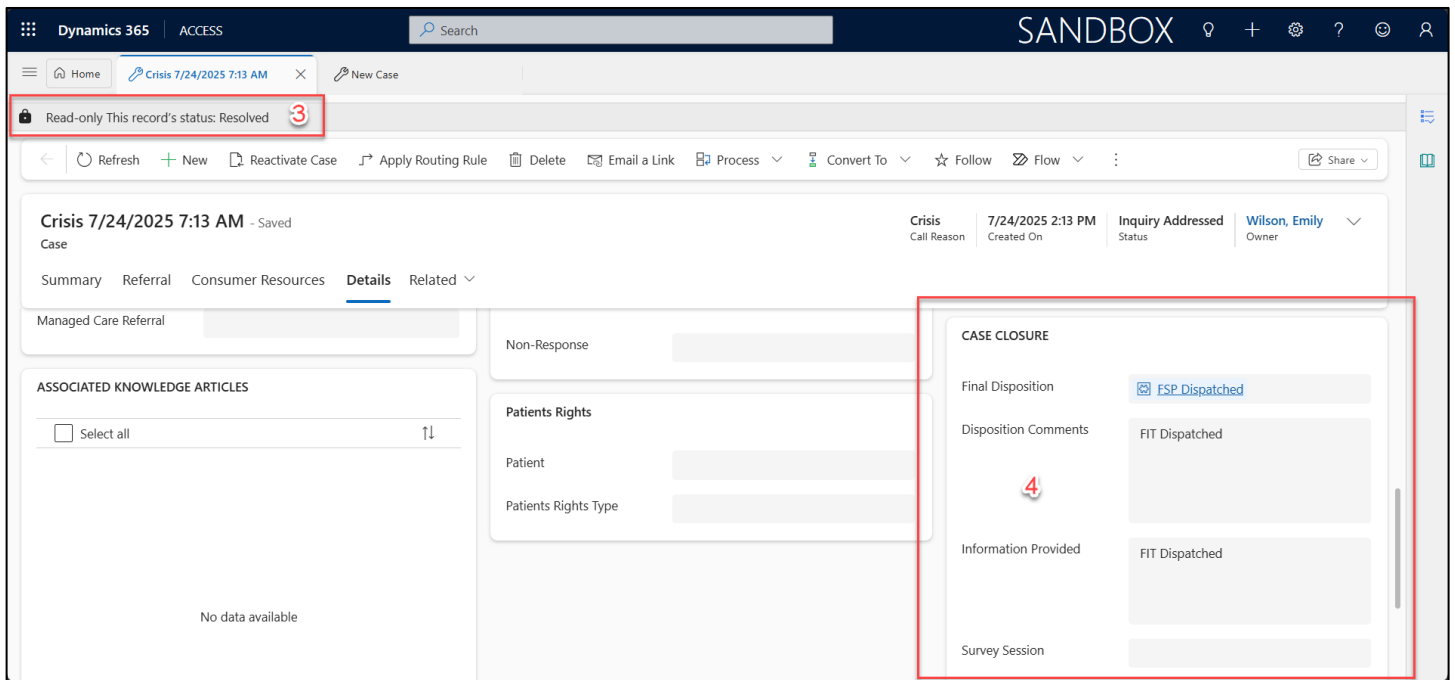 Dynamics 365 ACCESS Search SANDBOX
Home Crisis 7/24/2025 7:13 AM New Case
Read-only This record's status: Resolved 3
Refresh New Reactivate Case Apply Routing Rule Delete Email a Link Process Convert To Follow Flow Share
Crisis 7/24/2025 7:13 AM - Saved
Case
Crisis
Call Reason
7/24/2025 2:13 PM
Created On
Inquiry Addressed
Status
Wilson, Emily
Owner
Summary Referral Consumer Resources Details Related
Managed Care Referral
ASSOCIATED KNOWLEDGE ARTICLES
Select all
No data available
Non-Response
Patients Rights
Patient
Patients Rights Type
CASE CLOSURE
Final Disposition FSP Dispatched
Disposition Comments FIT Dispatched
4
Information Provided FIT Dispatched
Survey Session